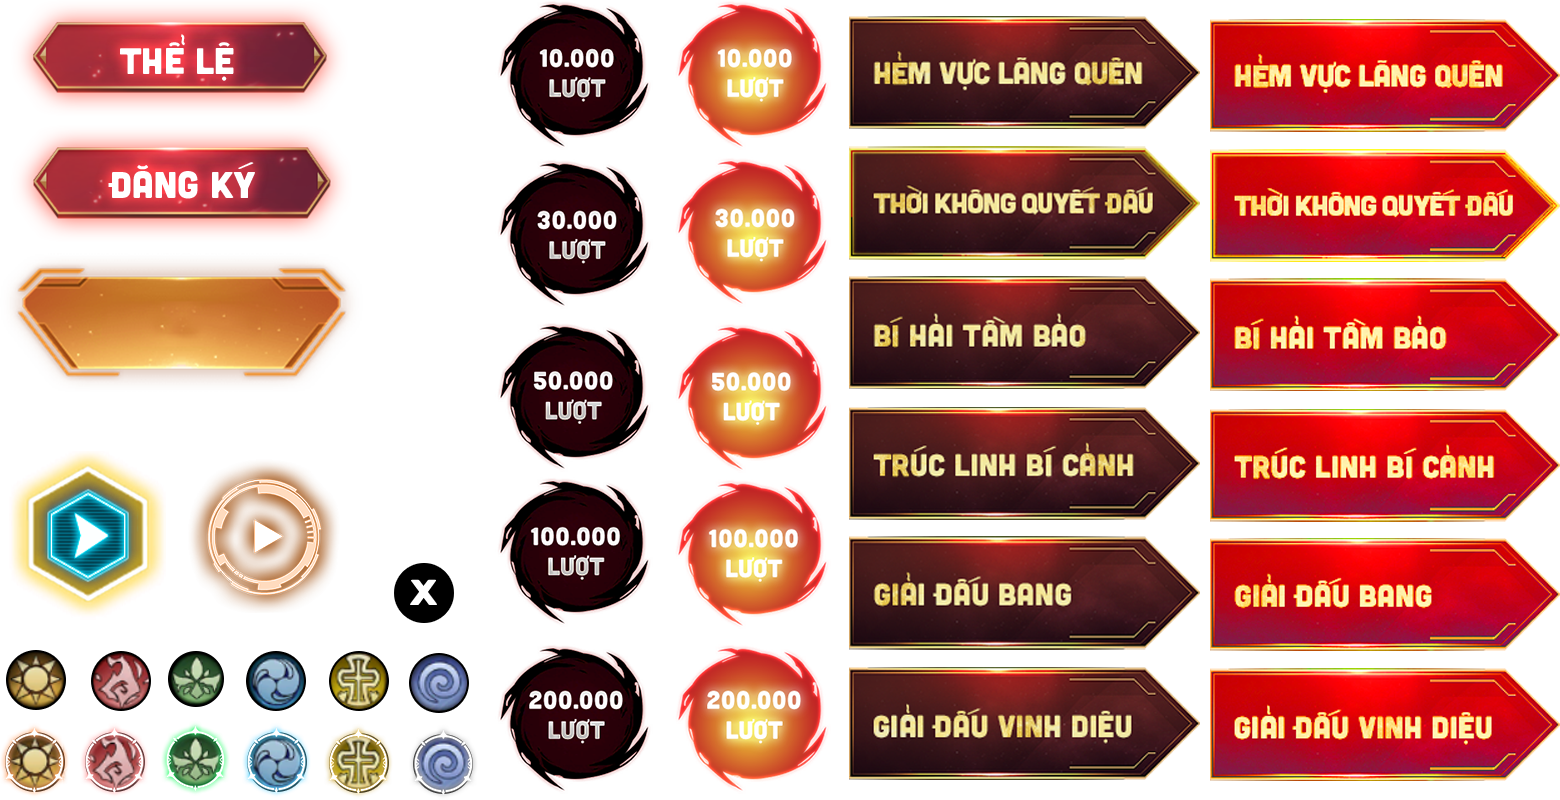 THỂ LỆ
ĐĂNG KÝ
X
10.000
LƯỢT
10.000
LƯỢT
30.000
LƯỢT
30.000
LƯỢT
50.000
LƯỢT
50.000
LƯỢT
100.000
LƯỢT
100.000
LƯỢT
200.000
LƯỢT
200.000
LƯỢT
HẺM VỰC LÃNG QUÊN
HẺM VỰC LÃNG QUÊN
THỜI KHÔNG QUYẾT ĐẤU
THỜI KHÔNG QUYẾT ĐẤU
BÍ HẢI TẦM BẢO
BÍ HẢI TẦM BẢO
TRÚC LINH BÍ CẢNH
TRÚC LINH BÍ CẢNH
GIẢI ĐẤU BANG
GIẢI ĐẤU BANG
GIẢI ĐẤU VINH DIỆU
GIẢI ĐẤU VINH DIỆU